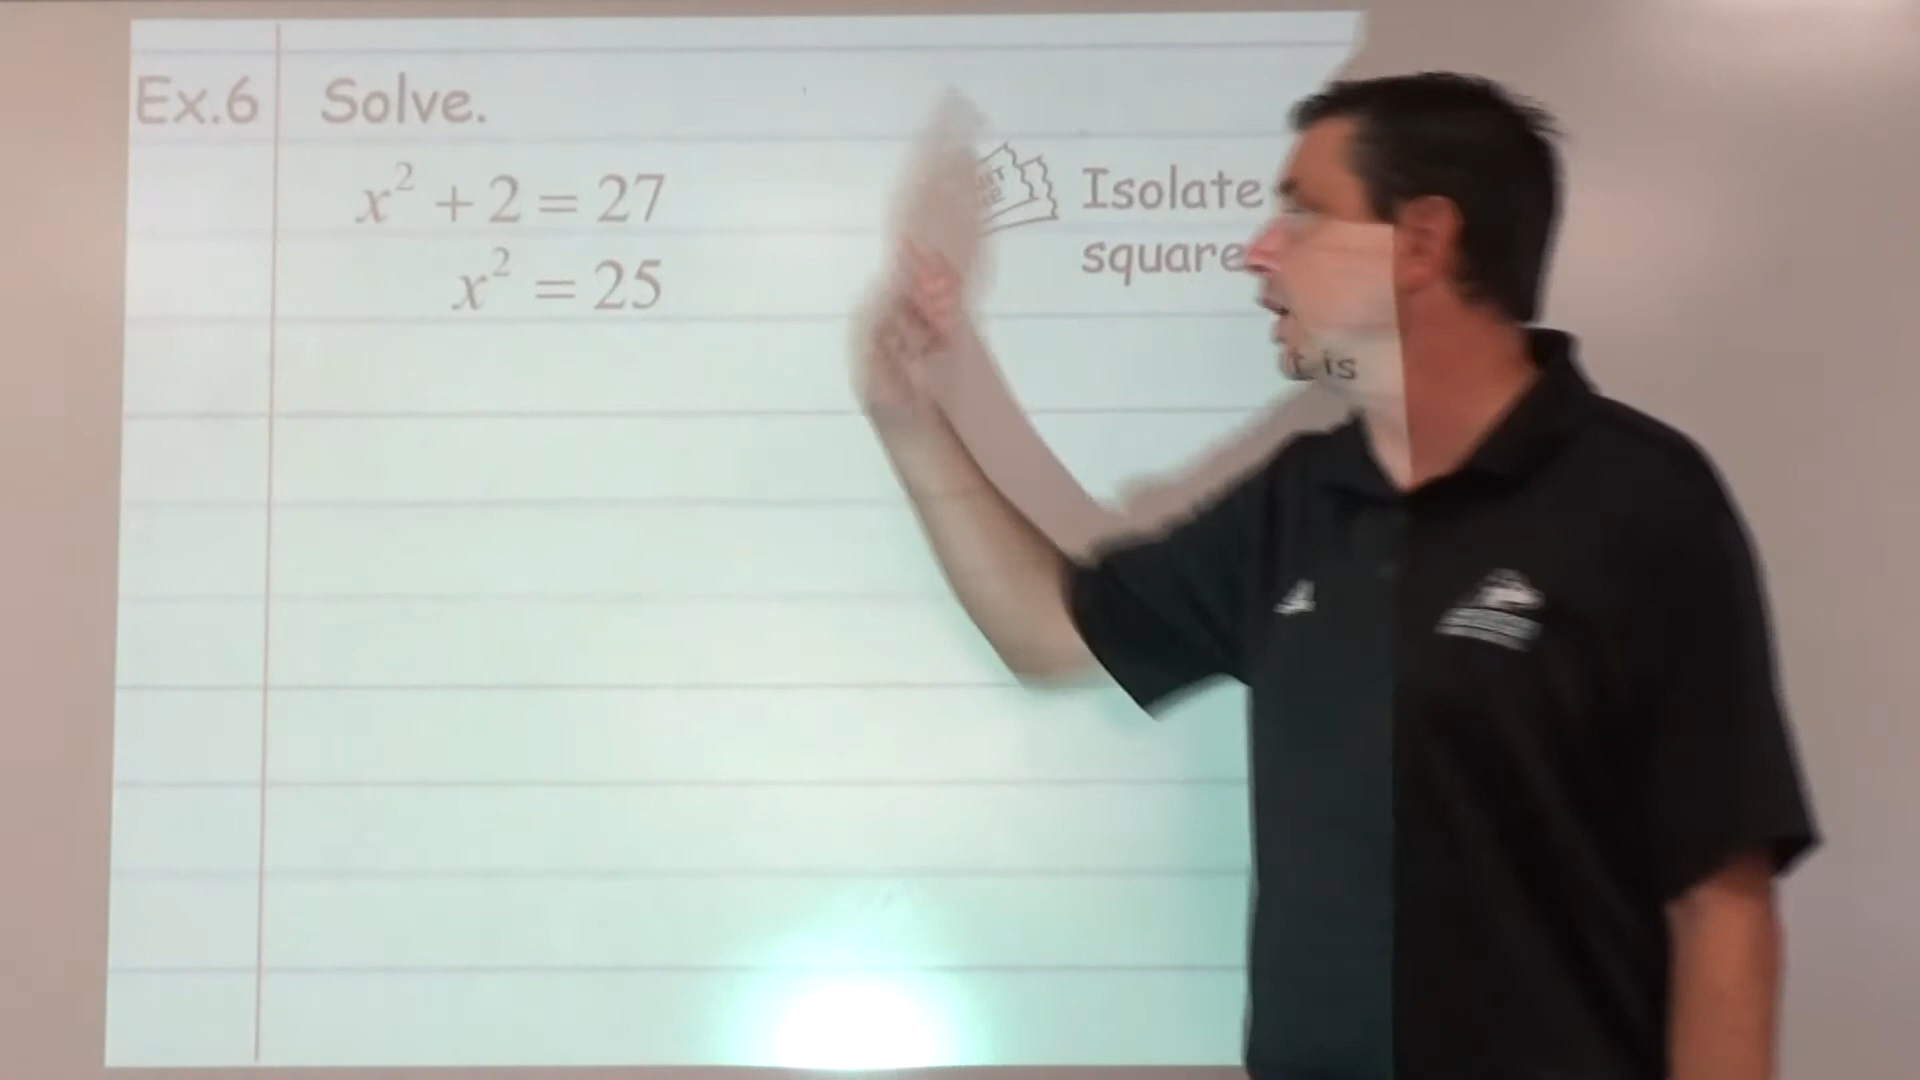 Ex.6 Solve.
x² + 2 = 27
x² = 25
Isolate
square
t is